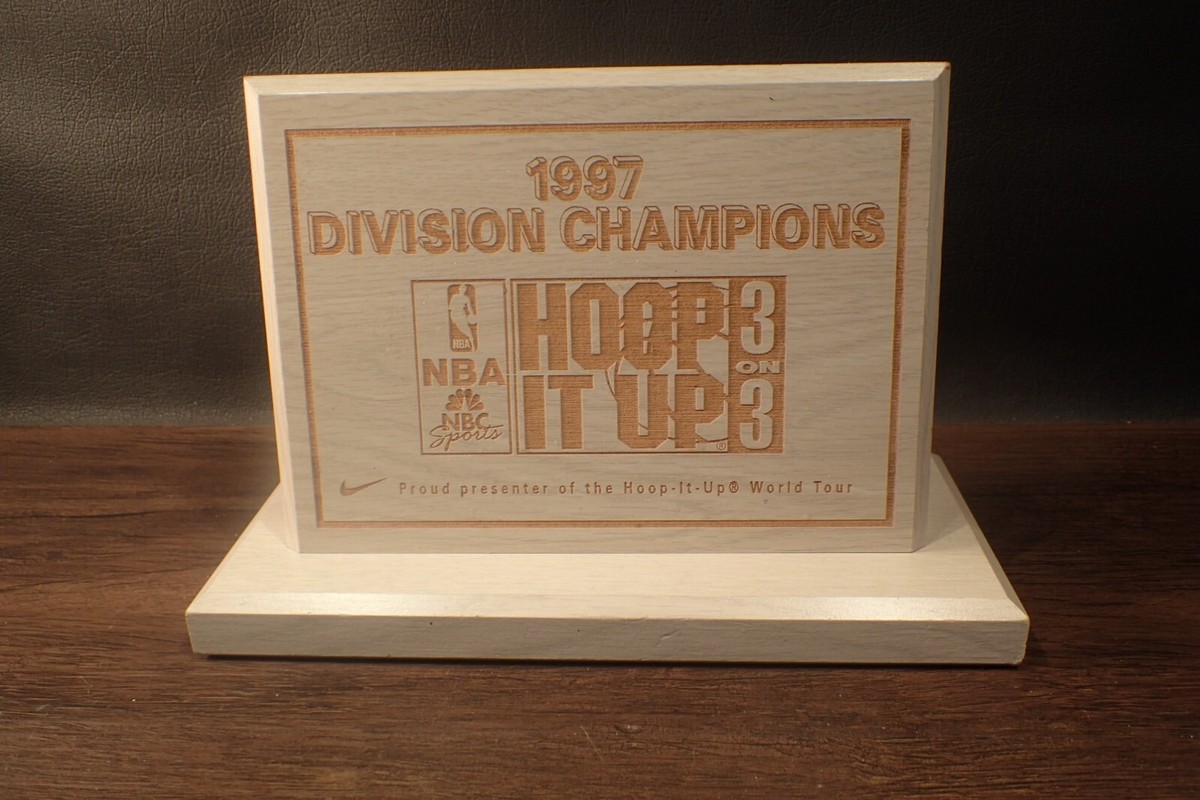 1997
DIVISION CHAMPIONS
NBA
NBA
NBC
Sports
HOOP
IT UP®
3
ON
3
Proud presenter of the Hoop-It-Up® World Tour